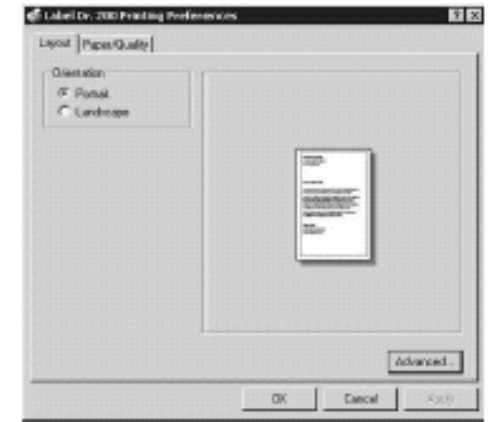 Label Dr. 200 Printing Preferences
Layout Paper/Quality
Orientation
Portrait
Landscape
Advanced...
OK Cancel Apply